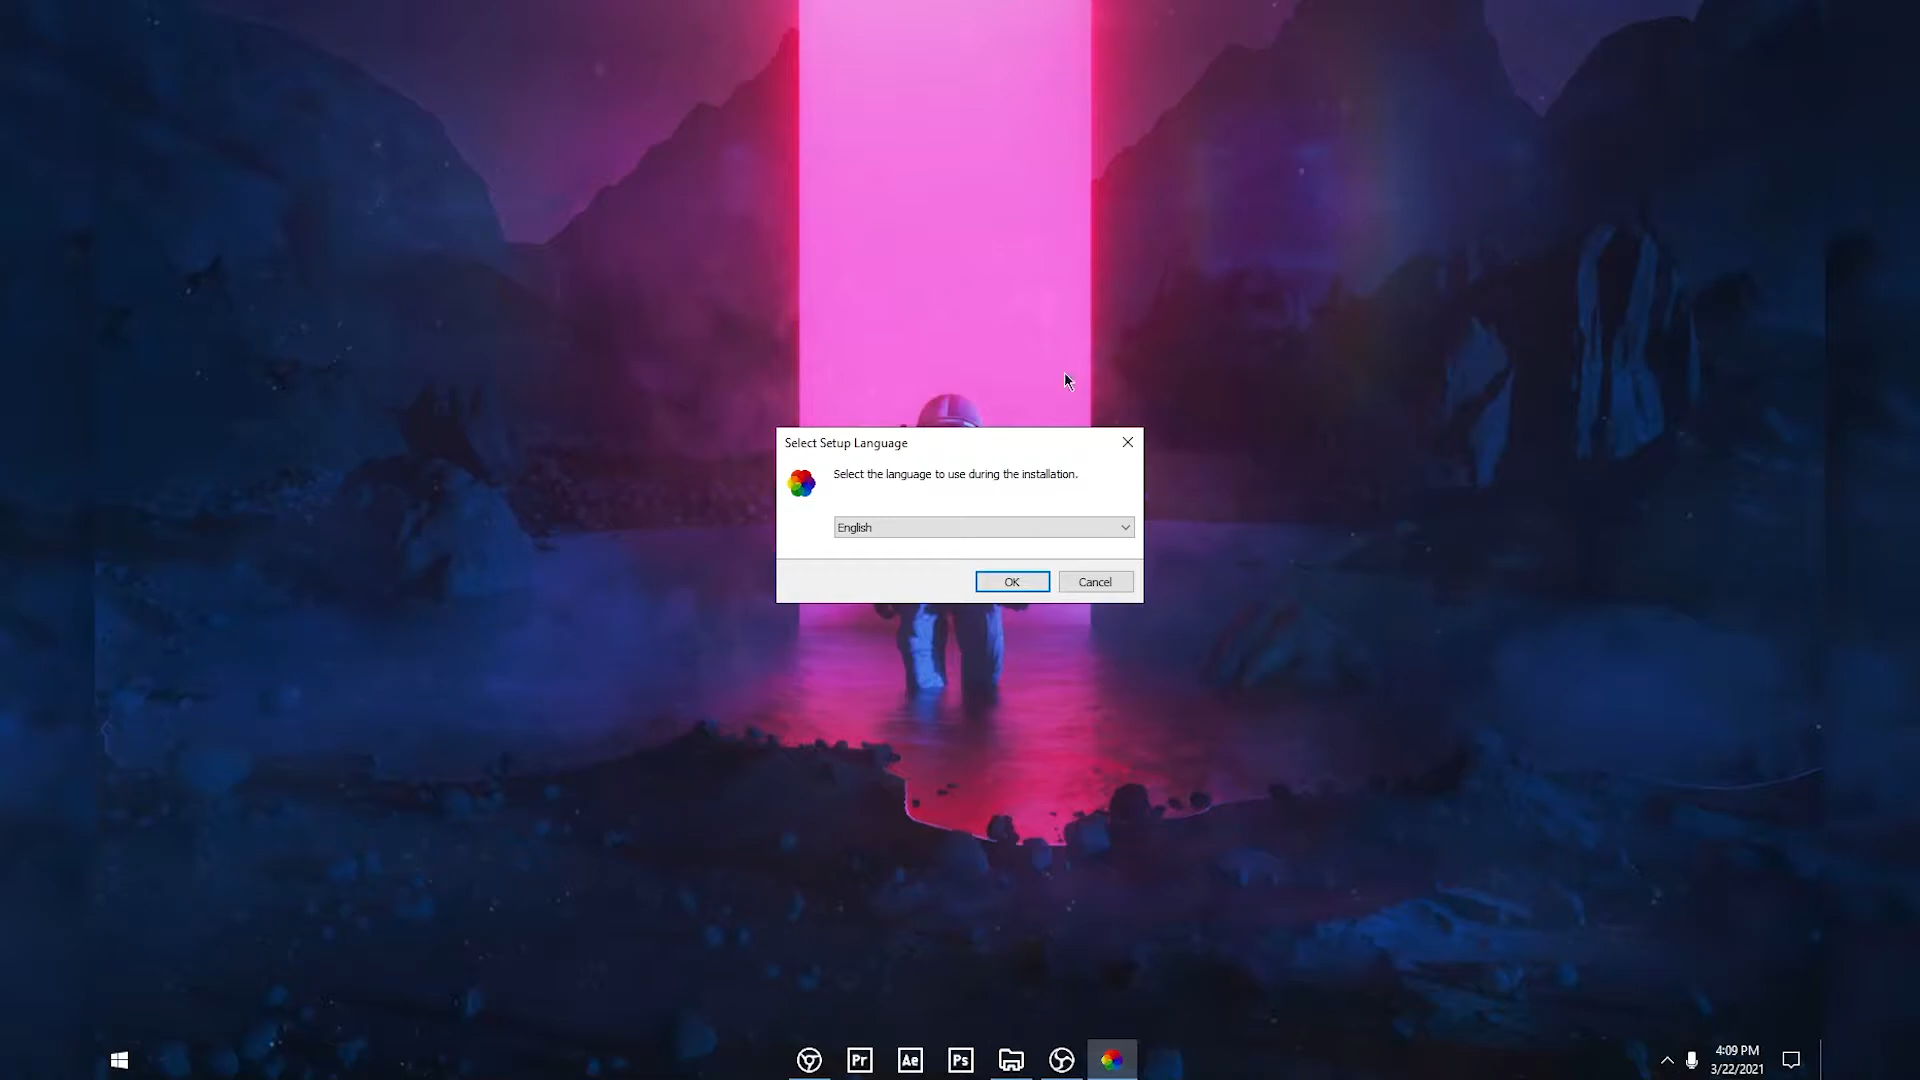 Select Setup Language
Select the language to use during the installation.
English
OK
Cancel
Pr
Ae
Ps
4:09 PM
3/22/2021